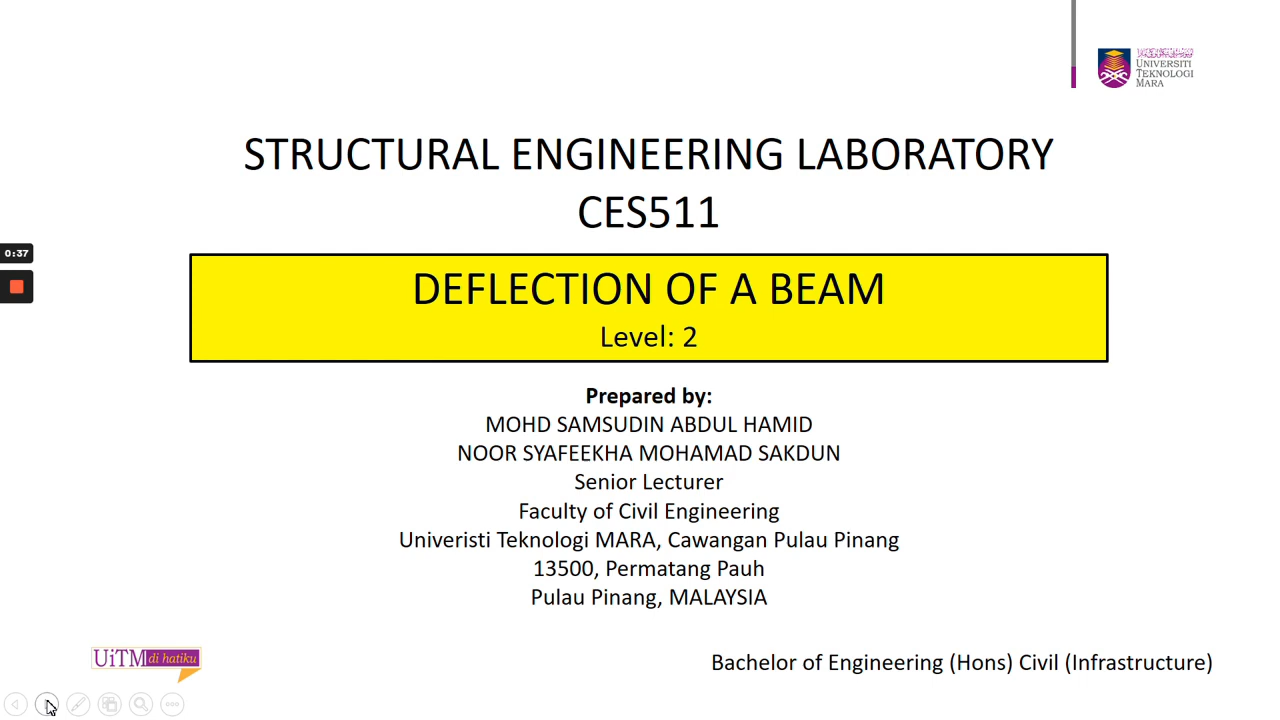 UNIVERSITI
TEKNOLOGI
MARA
STRUCTURAL ENGINEERING LABORATORY
CES511
0:37
DEFLECTION OF A BEAM
Level: 2
Prepared by:
MOHD SAMSUDIN ABDUL HAMID
NOOR SYAFEEKHA MOHAMAD SAKDUN
Senior Lecturer
Faculty of Civil Engineering
Univeristi Teknologi MARA, Cawangan Pulau Pinang
13500, Permatang Pauh
Pulau Pinang, MALAYSIA
UiTM di hatiku
Bachelor of Engineering (Hons) Civil (Infrastructure)